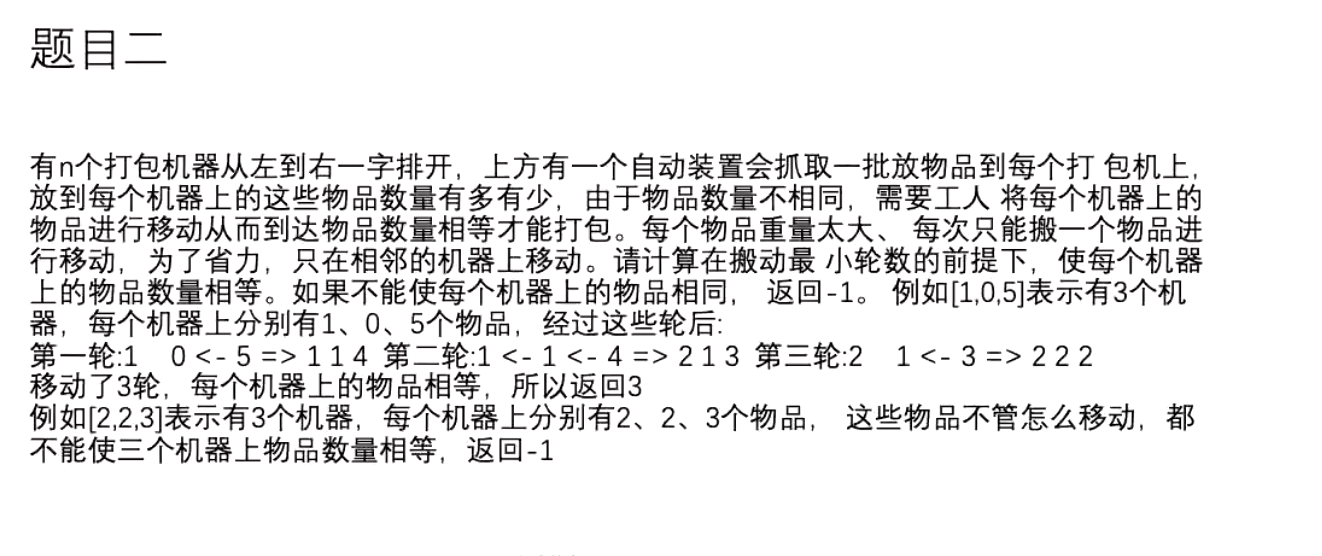 题目二
有n个打包机器从左到右一字排开，上方有一个自动装置会抓取一批放物品到每个打 包机上，
放到每个机器上的这些物品数量有多有少，由于物品数量不相同，需要工人 将每个机器上的
物品进行移动从而到达物品数量相等才能打包。每个物品重量太大、 每次只能搬一个物品进
行移动，为了省力，只在相邻的机器上移动。请计算在搬动最 小轮数的前提下，使每个机器
上的物品数量相等。如果不能使每个机器上的物品相同， 返回-1。 例如[1,0,5]表示有3个机
器，每个机器上分别有1、0、5个物品，经过这些轮后:
第一轮:1 0 <- 5 => 1 1 4 第二轮:1 <- 1 <- 4 => 2 1 3 第三轮:2 1 <- 3 => 2 2 2
移动了3轮，每个机器上的物品相等，所以返回3
例如[2,2,3]表示有3个机器，每个机器上分别有2、2、3个物品， 这些物品不管怎么移动，都
不能使三个机器上物品数量相等，返回-1